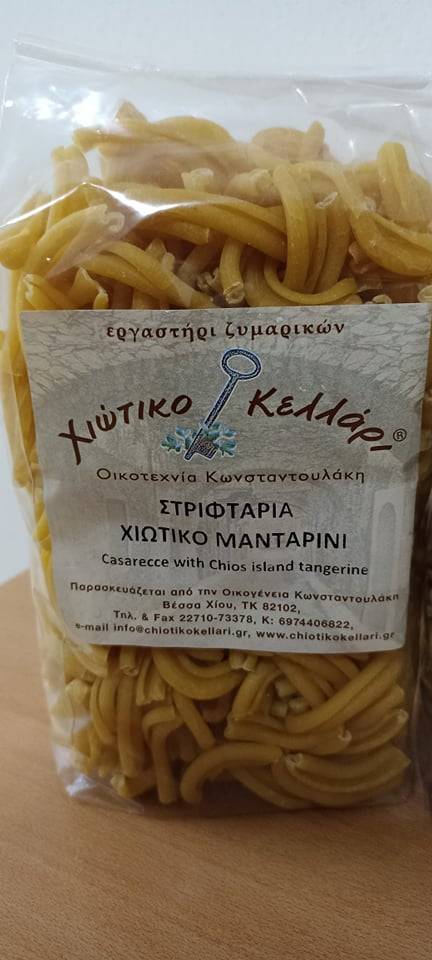 εργαστήρι ζυμαρικών
Χιώτικο Κελλάρι®
Οικοτεχνία Κωνσταντουλάκη
ΣΤΡΙΦΤΑΡΙΑ
ΧΙΩΤΙΚΟ ΜΑΝΤΑΡΙΝΙ
Casarecce with Chios island tangerine
Παρασκευάζεται από την Οικογένεια Κωνσταντουλάκη
Βέσσα Χίου, ΤΚ 82102,
Τηλ. & Fax 22710-73378, Κ: 6974406822,
e-mail info@chiotikokellari.gr, www.chiotikokellari.gr